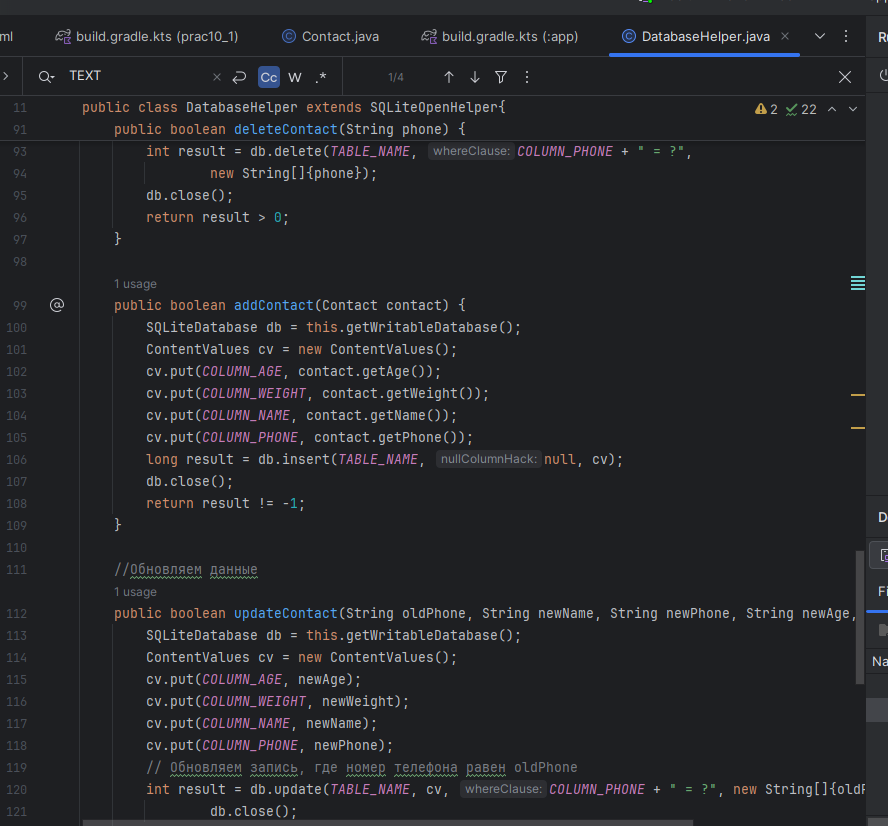 ml build.gradle.kts (prac10_1) Contact.java build.gradle.kts (:app) DatabaseHelper.java
TEXT Cc W .* 1/4
11 public class DatabaseHelper extends SQLiteOpenHelper{ 2 22
91 public boolean deleteContact(String phone) {
93 int result = db.delete(TABLE_NAME, whereClause: COLUMN_PHONE + " = ?",
94 new String[]{phone});
95 db.close();
96 return result > 0;
97 }
98
1 usage
99 @ public boolean addContact(Contact contact) {
100 SQLiteDatabase db = this.getWritableDatabase();
101 ContentValues cv = new ContentValues();
102 cv.put(COLUMN_AGE, contact.getAge());
103 cv.put(COLUMN_WEIGHT, contact.getWeight());
104 cv.put(COLUMN_NAME, contact.getName());
105 cv.put(COLUMN_PHONE, contact.getPhone());
106 long result = db.insert(TABLE_NAME, nullColumnHack: null, cv);
107 db.close();
108 return result != -1;
109 }
110
111 //Обновляем данные
1 usage
112 public boolean updateContact(String oldPhone, String newName, String newPhone, String newAge,
113 SQLiteDatabase db = this.getWritableDatabase();
114 ContentValues cv = new ContentValues();
115 cv.put(COLUMN_AGE, newAge);
116 cv.put(COLUMN_WEIGHT, newWeight);
117 cv.put(COLUMN_NAME, newName);
118 cv.put(COLUMN_PHONE, newPhone);
119 // Обновляем запись, где номер телефона равен oldPhone
120 int result = db.update(TABLE_NAME, cv, whereClause: COLUMN_PHONE + " = ?", new String[]{oldP
121 db.close();